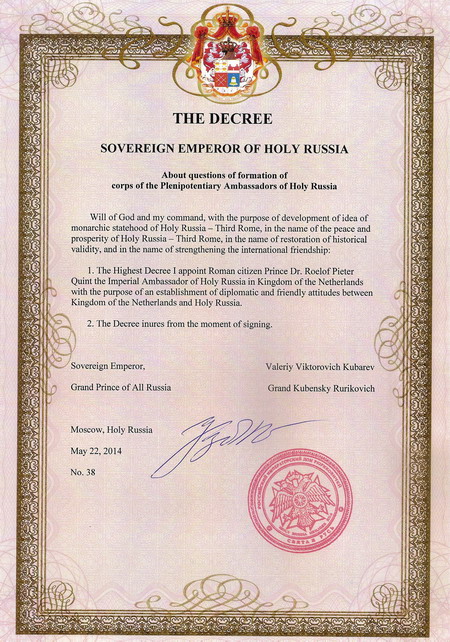 THE DECREE
SOVEREIGN EMPEROR OF HOLY RUSSIA
About questions of formation of
corps of the Plenipotentiary Ambassadors of Holy Russia
Will of God and my command, with the purpose of development of idea of
monarchic statehood of Holy Russia – Third Rome, in the name of the peace and
prosperity of Holy Russia – Third Rome, in the name of restoration of historical
validity, and in the name of strengthening the international friendship:
1. The Highest Decree I appoint Roman citizen Prince Dr. Roelof Pieter
Quint the Imperial Ambassador of Holy Russia in Kingdom of the Netherlands
with the purpose of an establishment of diplomatic and friendly attitudes between
Kingdom of the Netherlands and Holy Russia.
2. The Decree inures from the moment of signing.
Sovereign Emperor, Valeriy Viktorovich Kubarev
Grand Prince of All Russia Grand Kubensky Rurikovich
Moscow, Holy Russia
May 22, 2014
No. 38
СВЯТАЯ РУСЬ